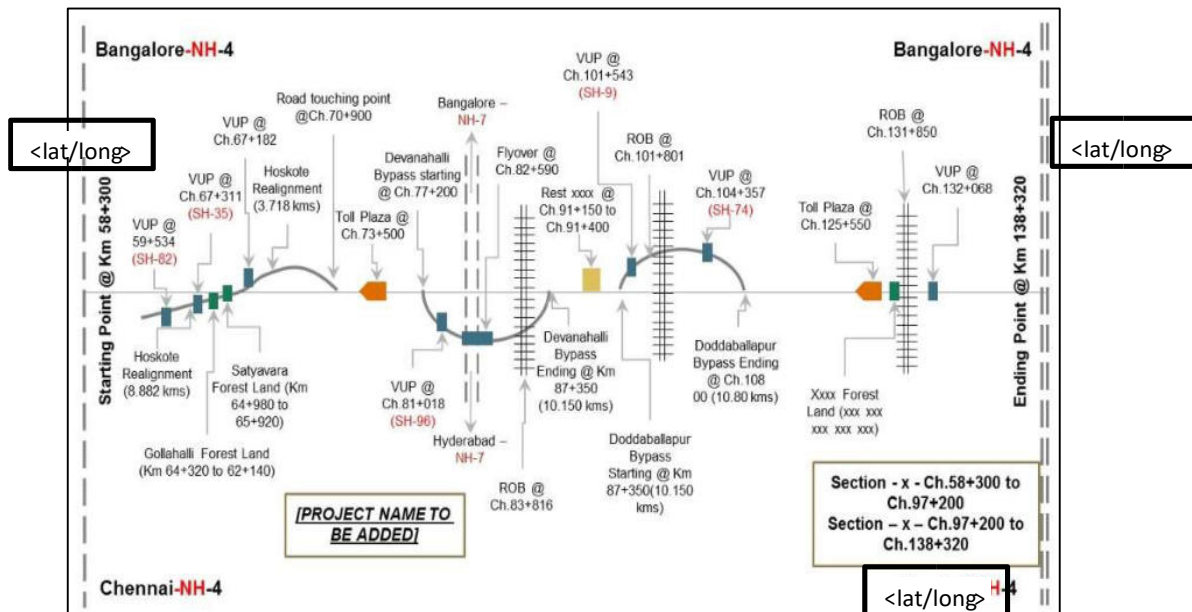 Bangalore-NH-4
Bangalore-NH-4
<lat/long>
<lat/long>
Starting Point @ Km 58+300
VUP @
59+534
(SH-82)
VUP @
Ch.67+311
(SH-35)
VUP @
Ch.67+182
Hoskote
Realignment
(3.718 kms)
Road touching point
@Ch.70+900
Toll Plaza @
Ch.73+500
Devanahalli
Bypass starting
@ Ch.77+200
Bangalore –
NH-7
Flyover @
Ch.82+590
Rest xxxx @
Ch.91+150 to
Ch.91+400
VUP @
Ch.101+543
(SH-9)
ROB @
Ch.101+801
VUP @
Ch.104+357
(SH-74)
Toll Plaza @
Ch.125+550
ROB @
Ch.131+850
VUP @
Ch.132+068
Ending Point @ Km 138+320
Hoskote
Realignment
(8.882 kms)
Gollahalli Forest Land
(Km 64+320 to 62+140)
Satyavara
Forest Land (Km
64+980 to
65+920)
VUP @
Ch.81+018
(SH-96)
Hyderabad –
NH-7
ROB @
Ch.83+816
Devanahalli
Bypass
Ending @ Km
87+350
(10.150 kms)
Doddaballapur
Bypass
Starting @ Km
87+350(10.150
kms)
Doddaballapur
Bypass Ending
@ Ch.108
00 (10.80 kms)
Xxxx Forest
Land (xxx xxx
xxx xxx xxx)
[PROJECT NAME TO
BE ADDED]
Section - x - Ch.58+300 to
Ch.97+200
Section – x – Ch.97+200 to
Ch.138+320
Chennai-NH-4
<lat/long>
H-4